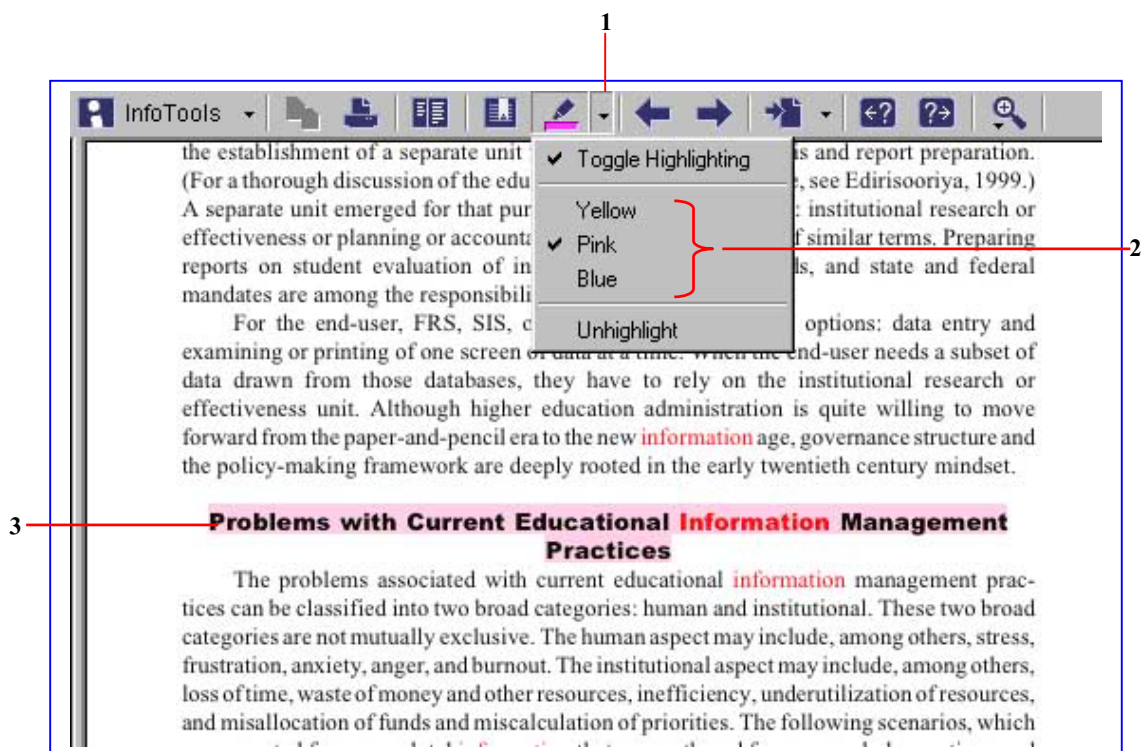 1
InfoTools
the establishment of a separate unit
Toggle Highlighting
is and report preparation.
(For a thorough discussion of the edu
, see Edirisooriya, 1999.)
A separate unit emerged for that pur
Yellow
: institutional research or
effectiveness or planning or accounta
Pink
f similar terms. Preparing
2
reports on student evaluation of in
Blue
ls, and state and federal
mandates are among the responsibili
For the end-user, FRS, SIS, c
Unhighlight
options: data entry and
examining or printing of one screen of data at a time. When the end-user needs a subset of
data drawn from those databases, they have to rely on the institutional research or
effectiveness unit. Although higher education administration is quite willing to move
forward from the paper-and-pencil era to the new information age, governance structure and
the policy-making framework are deeply rooted in the early twentieth century mindset.
3
Problems with Current Educational Information Management
Practices
The problems associated with current educational information management prac-
tices can be classified into two broad categories: human and institutional. These two broad
categories are not mutually exclusive. The human aspect may include, among others, stress,
frustration, anxiety, anger, and burnout. The institutional aspect may include, among others,
loss of time, waste of money and other resources, inefficiency, underutilization of resources,
and misallocation of funds and miscalculation of priorities. The following scenarios, which